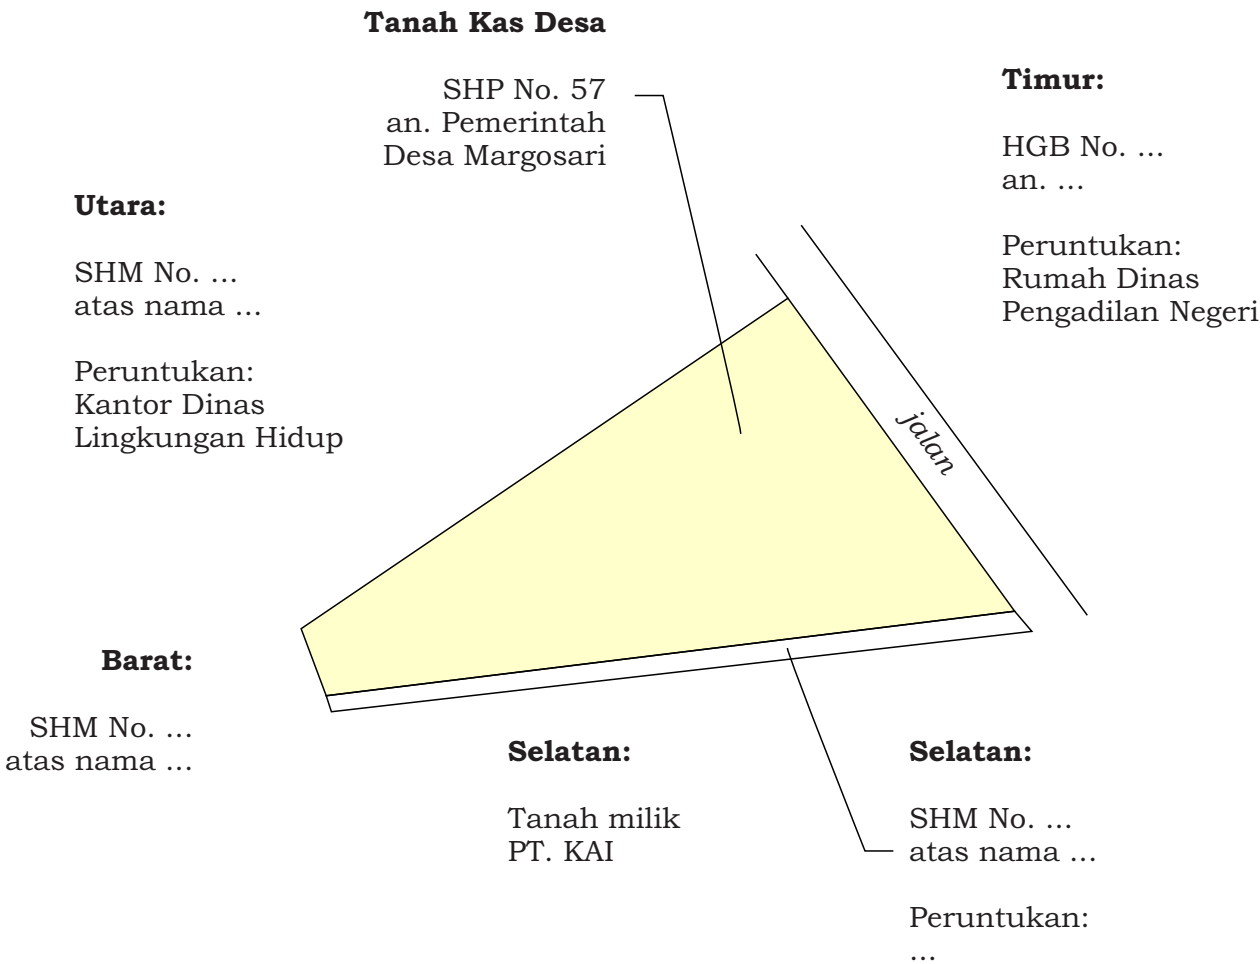 Tanah Kas Desa
SHP No. 57
an. Pemerintah
Desa Margosari
Timur:
HGB No. ...
an. ...
Peruntukan:
Rumah Dinas
Pengadilan Negeri
Utara:
SHM No. ...
atas nama ...
Peruntukan:
Kantor Dinas
Lingkungan Hidup
jalan
Barat:
SHM No. ...
atas nama ...
Selatan:
Tanah milik
PT. KAI
Selatan:
SHM No. ...
atas nama ...
Peruntukan:
...